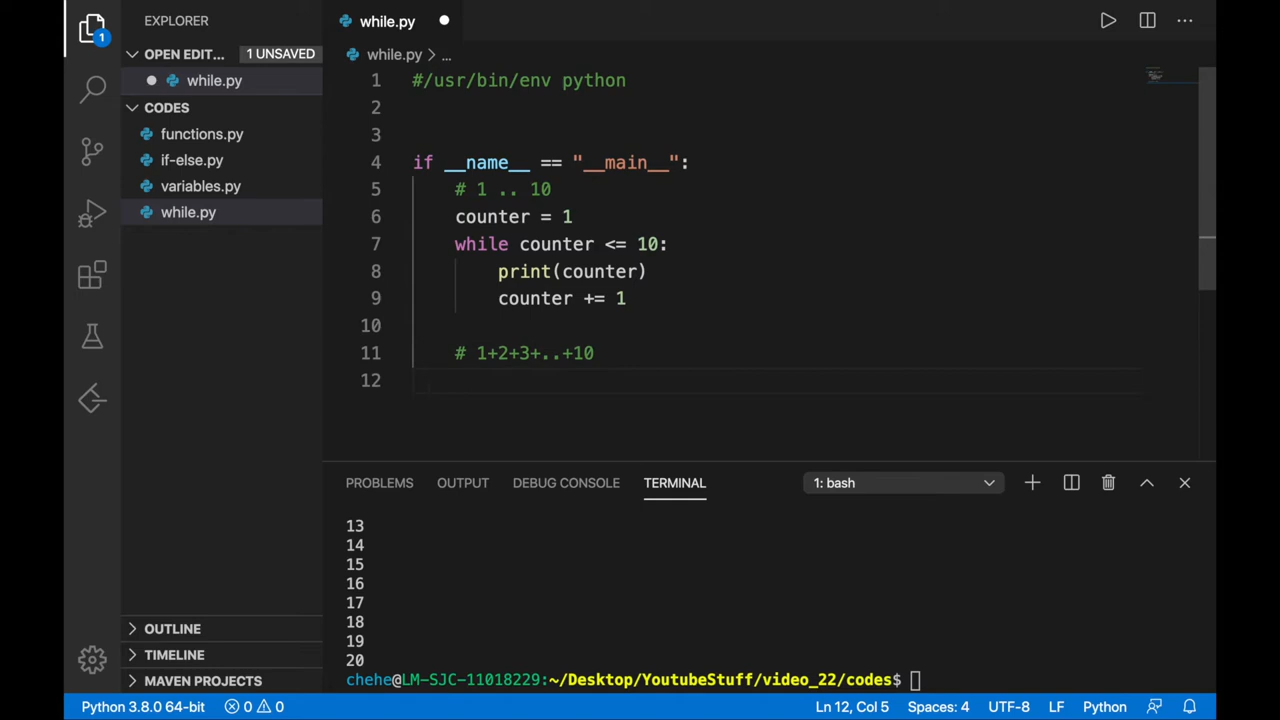 EXPLORER
OPEN EDIT... 1 UNSAVED
while.py
CODES
functions.py
if-else.py
variables.py
while.py
OUTLINE
TIMELINE
MAVEN PROJECTS
1
while.py
while.py > ...
1 #/usr/bin/env python
2
3
4 if __name__ == "__main__":
5 # 1 .. 10
6 counter = 1
7 while counter <= 10:
8 print(counter)
9 counter += 1
10
11 # 1+2+3+..+10
12
PROBLEMS OUTPUT DEBUG CONSOLE TERMINAL 1: bash
13
14
15
16
17
18
19
20
chehe@LM-SJC-11018229:~/Desktop/YoutubeStuff/video_22/codes$
Python 3.8.0 64-bit 0 0 Ln 12, Col 5 Spaces: 4 UTF-8 LF Python